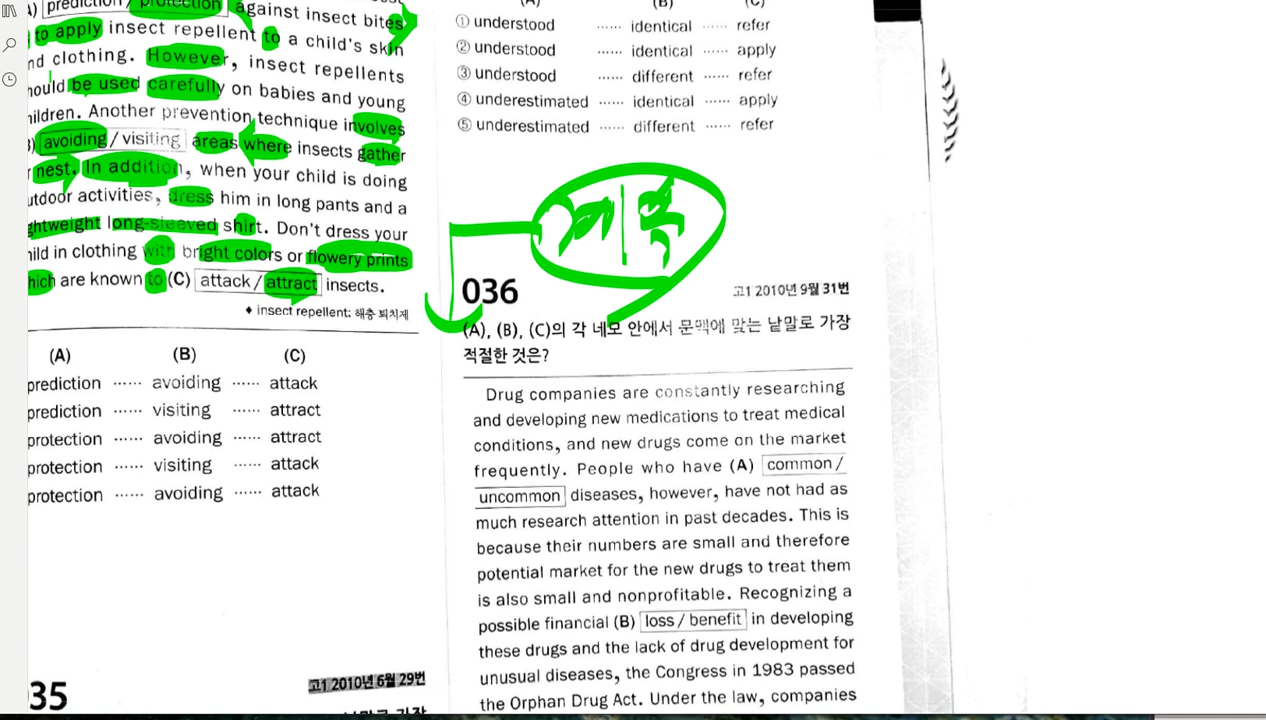 (A) prediction / protection against insect bites
to apply insect repellent to a child's skin
nd clothing. However, insect repellents
hould be used carefully on babies and young
hildren. Another prevention technique involves
avoiding / visiting areas where insects gather
r nest. In addition, when your child is doing
utdoor activities, dress him in long pants and a
ghtweight long-sleeved shirt. Don't dress your
hild in clothing with bright colors or flowery prints
hich are known to (C) attack / attract insects.
♦ insect repellent: 해충 퇴치제
(A) (B) (C)
prediction ······ avoiding ······ attack
prediction ······ visiting ······ attract
protection ······ avoiding ······ attract
protection ······ visiting ······ attack
protection ······ avoiding ······ attack
035
고1 2010년 6월 29번
(A) (B) (C)
① understood ······ identical ······ refer
② understood ······ identical ······ apply
③ understood ······ different ······ refer
④ underestimated ······ identical ······ apply
⑤ underestimated ······ different ······ refer
036
고1 2010년 9월 31번
(A), (B), (C)의 각 네모 안에서 문맥에 맞는 낱말로 가장
적절한 것은?
Drug companies are constantly researching
and developing new medications to treat medical
conditions, and new drugs come on the market
frequently. People who have (A) common /
uncommon diseases, however, have not had as
much research attention in past decades. This is
because their numbers are small and therefore
potential market for the new drugs to treat them
is also small and nonprofitable. Recognizing a
possible financial (B) loss / benefit in developing
these drugs and the lack of drug development for
unusual diseases, the Congress in 1983 passed
the Orphan Drug Act. Under the law, companies